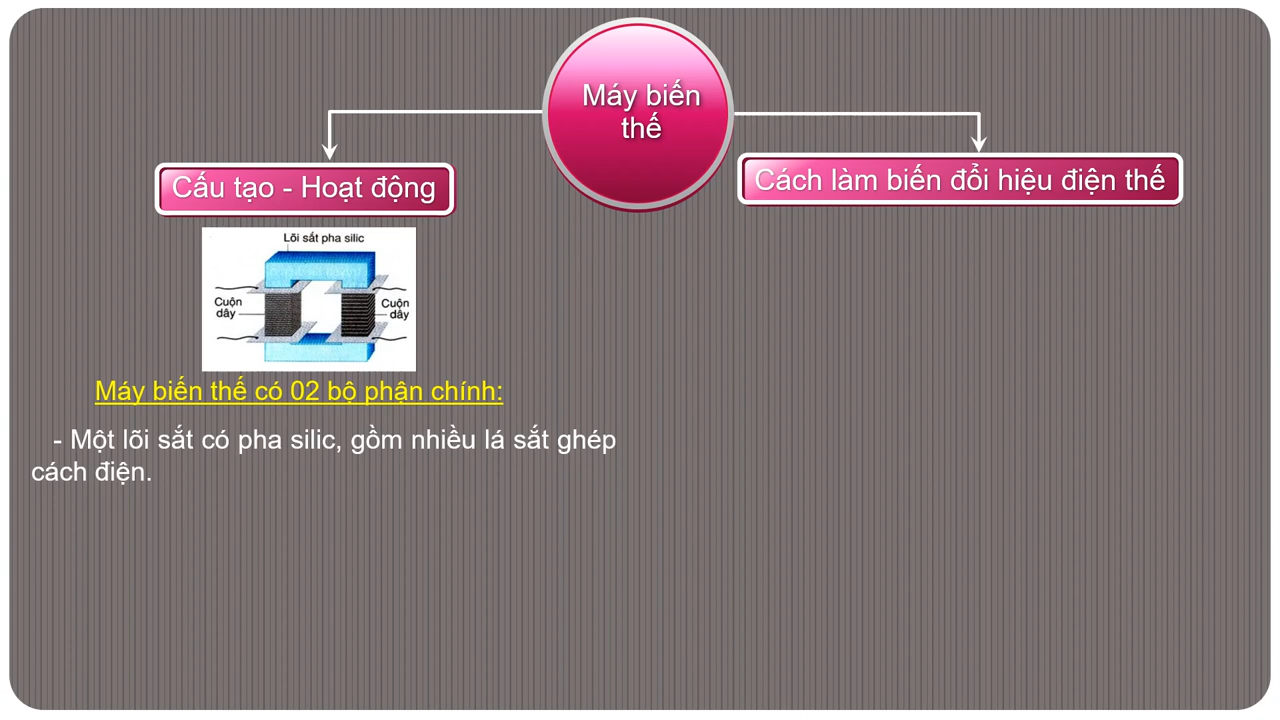 Máy biến
thế
Cấu tạo - Hoạt động
Cách làm biến đổi hiệu điện thế
Lõi sắt pha silic
Cuộn
dây
Cuộn
dây
Máy biến thế có 02 bộ phận chính:
- Một lõi sắt có pha silic, gồm nhiều lá sắt ghép
cách điện.